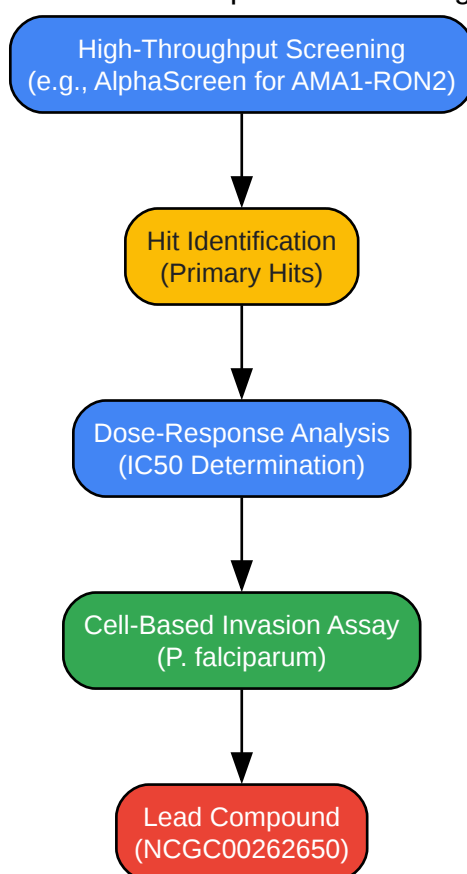 High-Throughput Screening
(e.g., AlphaScreen for AMA1-RON2)
Hit Identification
(Primary Hits)
Dose-Response Analysis
(IC50 Determination)
Cell-Based Invasion Assay
(P. falciparum)
Lead Compound
(NCGC00262650)